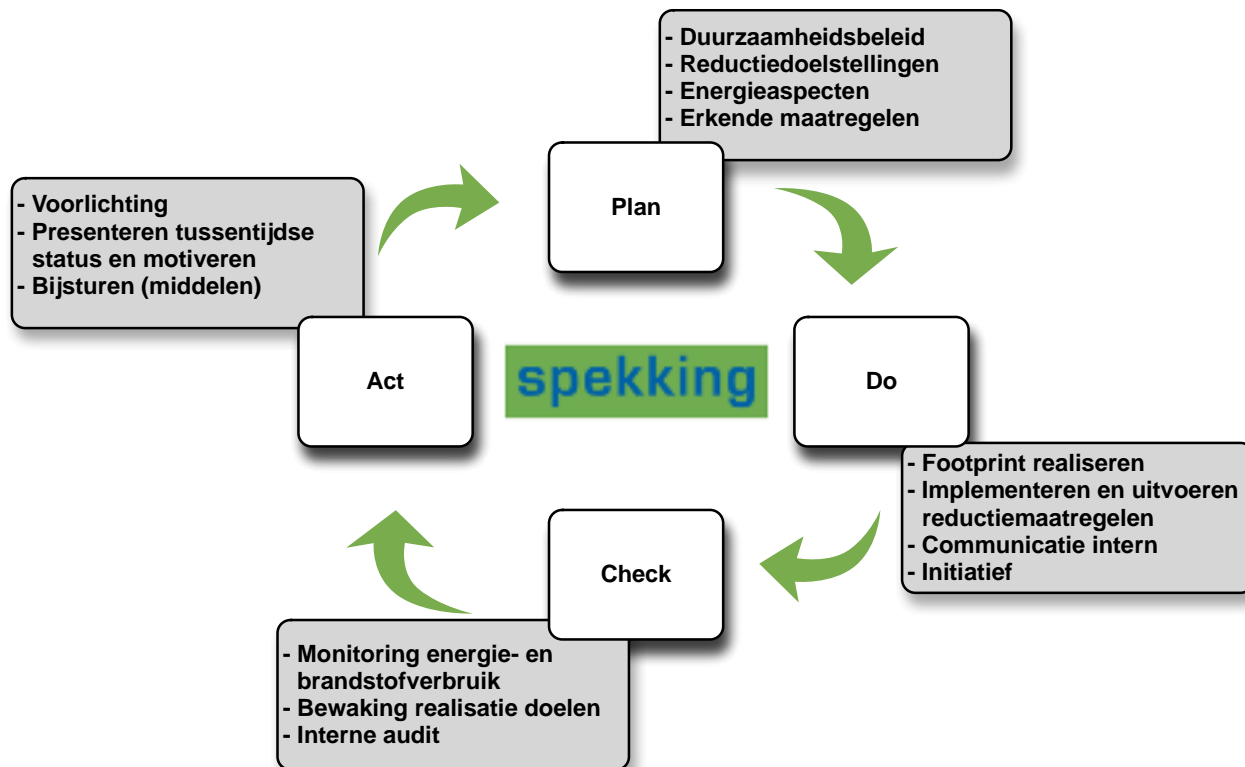 - Duurzaamheidsbeleid
- Reductiedoelstellingen
- Energieaspecten
- Erkende maatregelen
Plan
- Voorlichting
- Presenteren tussentijdse
status en motiveren
- Bijsturen (middelen)
Act
spekking
Do
- Footprint realiseren
- Implementeren en uitvoeren
reductiemaatregelen
- Communicatie intern
- Initiatief
Check
- Monitoring energie- en
brandstofverbruik
- Bewaking realisatie doelen
- Interne audit